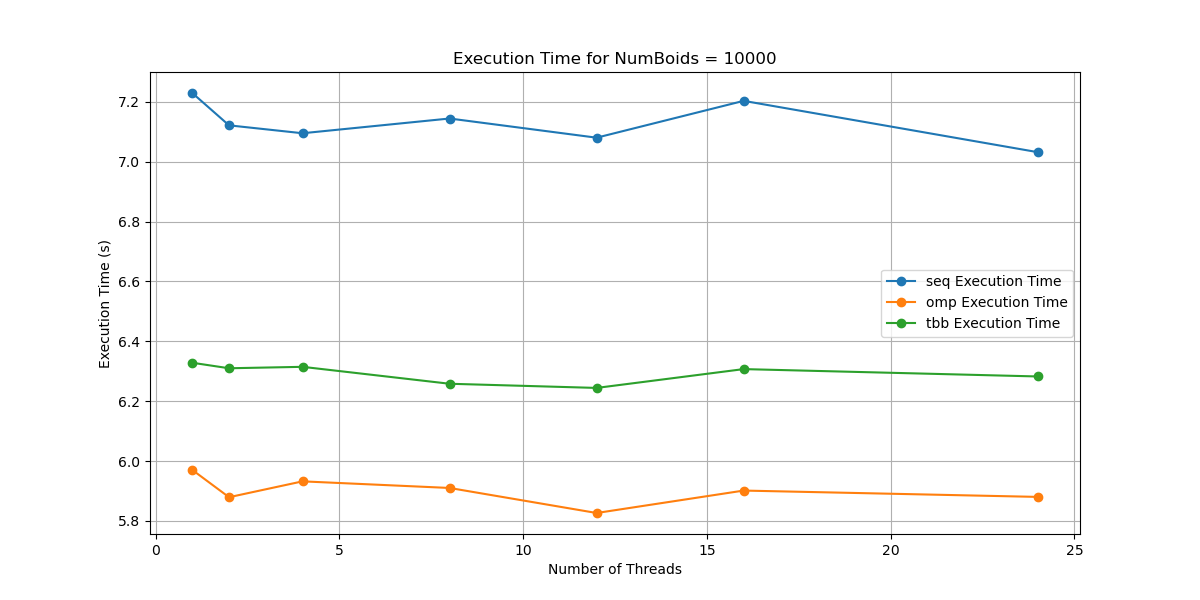 Execution Time for NumBoids = 10000
7.2
7.0
6.8
6.6
6.4
6.2
6.0
5.8
Execution Time (s)
seq Execution Time
omp Execution Time
tbb Execution Time
0 5 10 15 20 25
Number of Threads